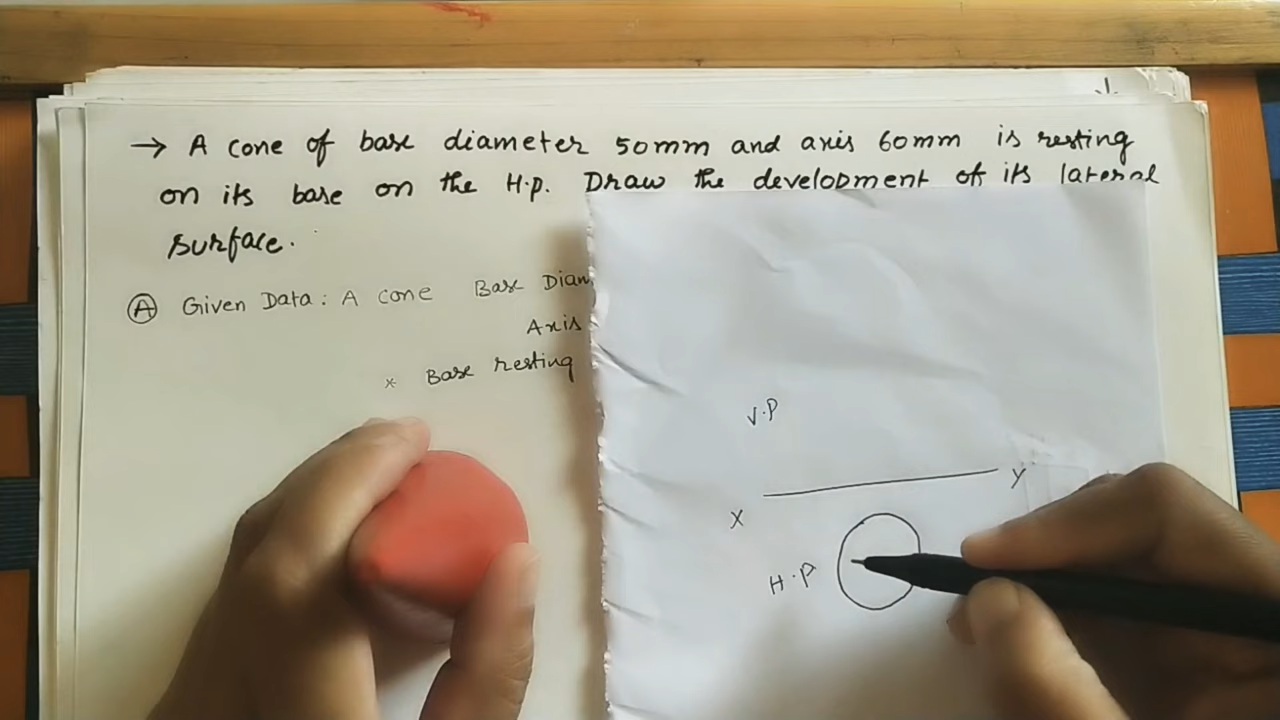 → A cone of base diameter 50mm and axis 60mm is resting
on its base on the H.p. Draw the development of its lateral
surface.
Ⓐ Given Data: A cone Base Diam
Axis
* Base resting
V.P
X Y
H.P